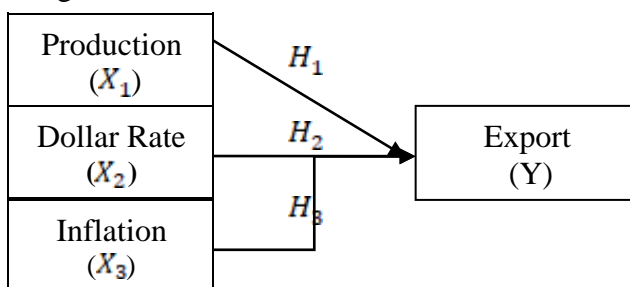 Production
(X₁)
H₁
Dollar Rate
(X₂)
H₂
Export
(Y)
Inflation
(X₃)
H₃